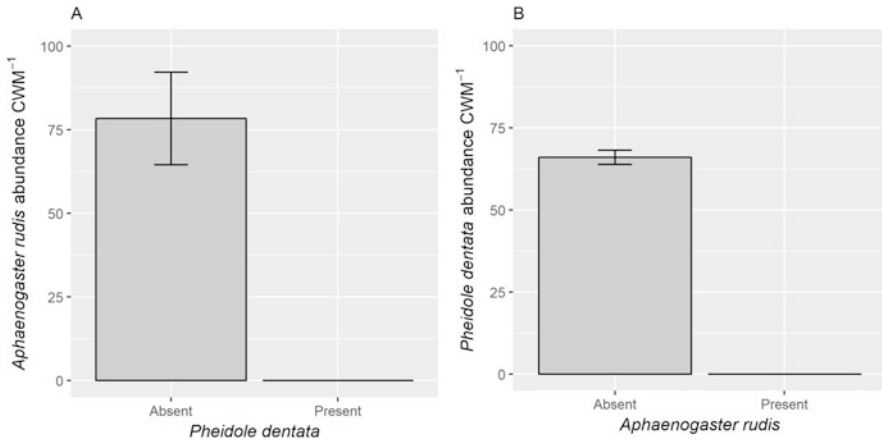 A
Aphaenogaster rudis abundance CWM⁻¹
100
75
50
25
0
Absent Present
Pheidole dentata
B
Pheidole dentata abundance CWM⁻¹
100
75
50
25
0
Absent Present
Aphaenogaster rudis